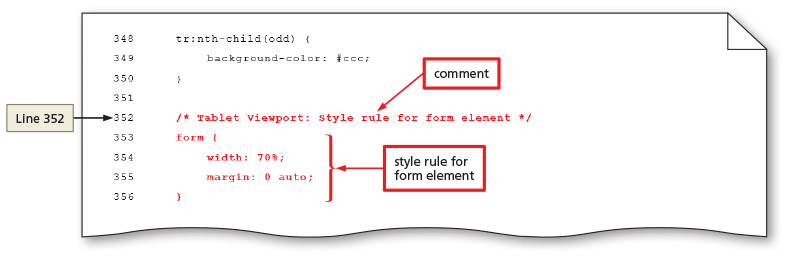 348 tr:nth-child(odd) {
349 background-color: #ccc;
350 }
351
352 /* Tablet Viewport: Style rule for form element */
353 form {
354 width: 70%;
355 margin: 0 auto;
356 }
Line 352
comment
style rule for
form element